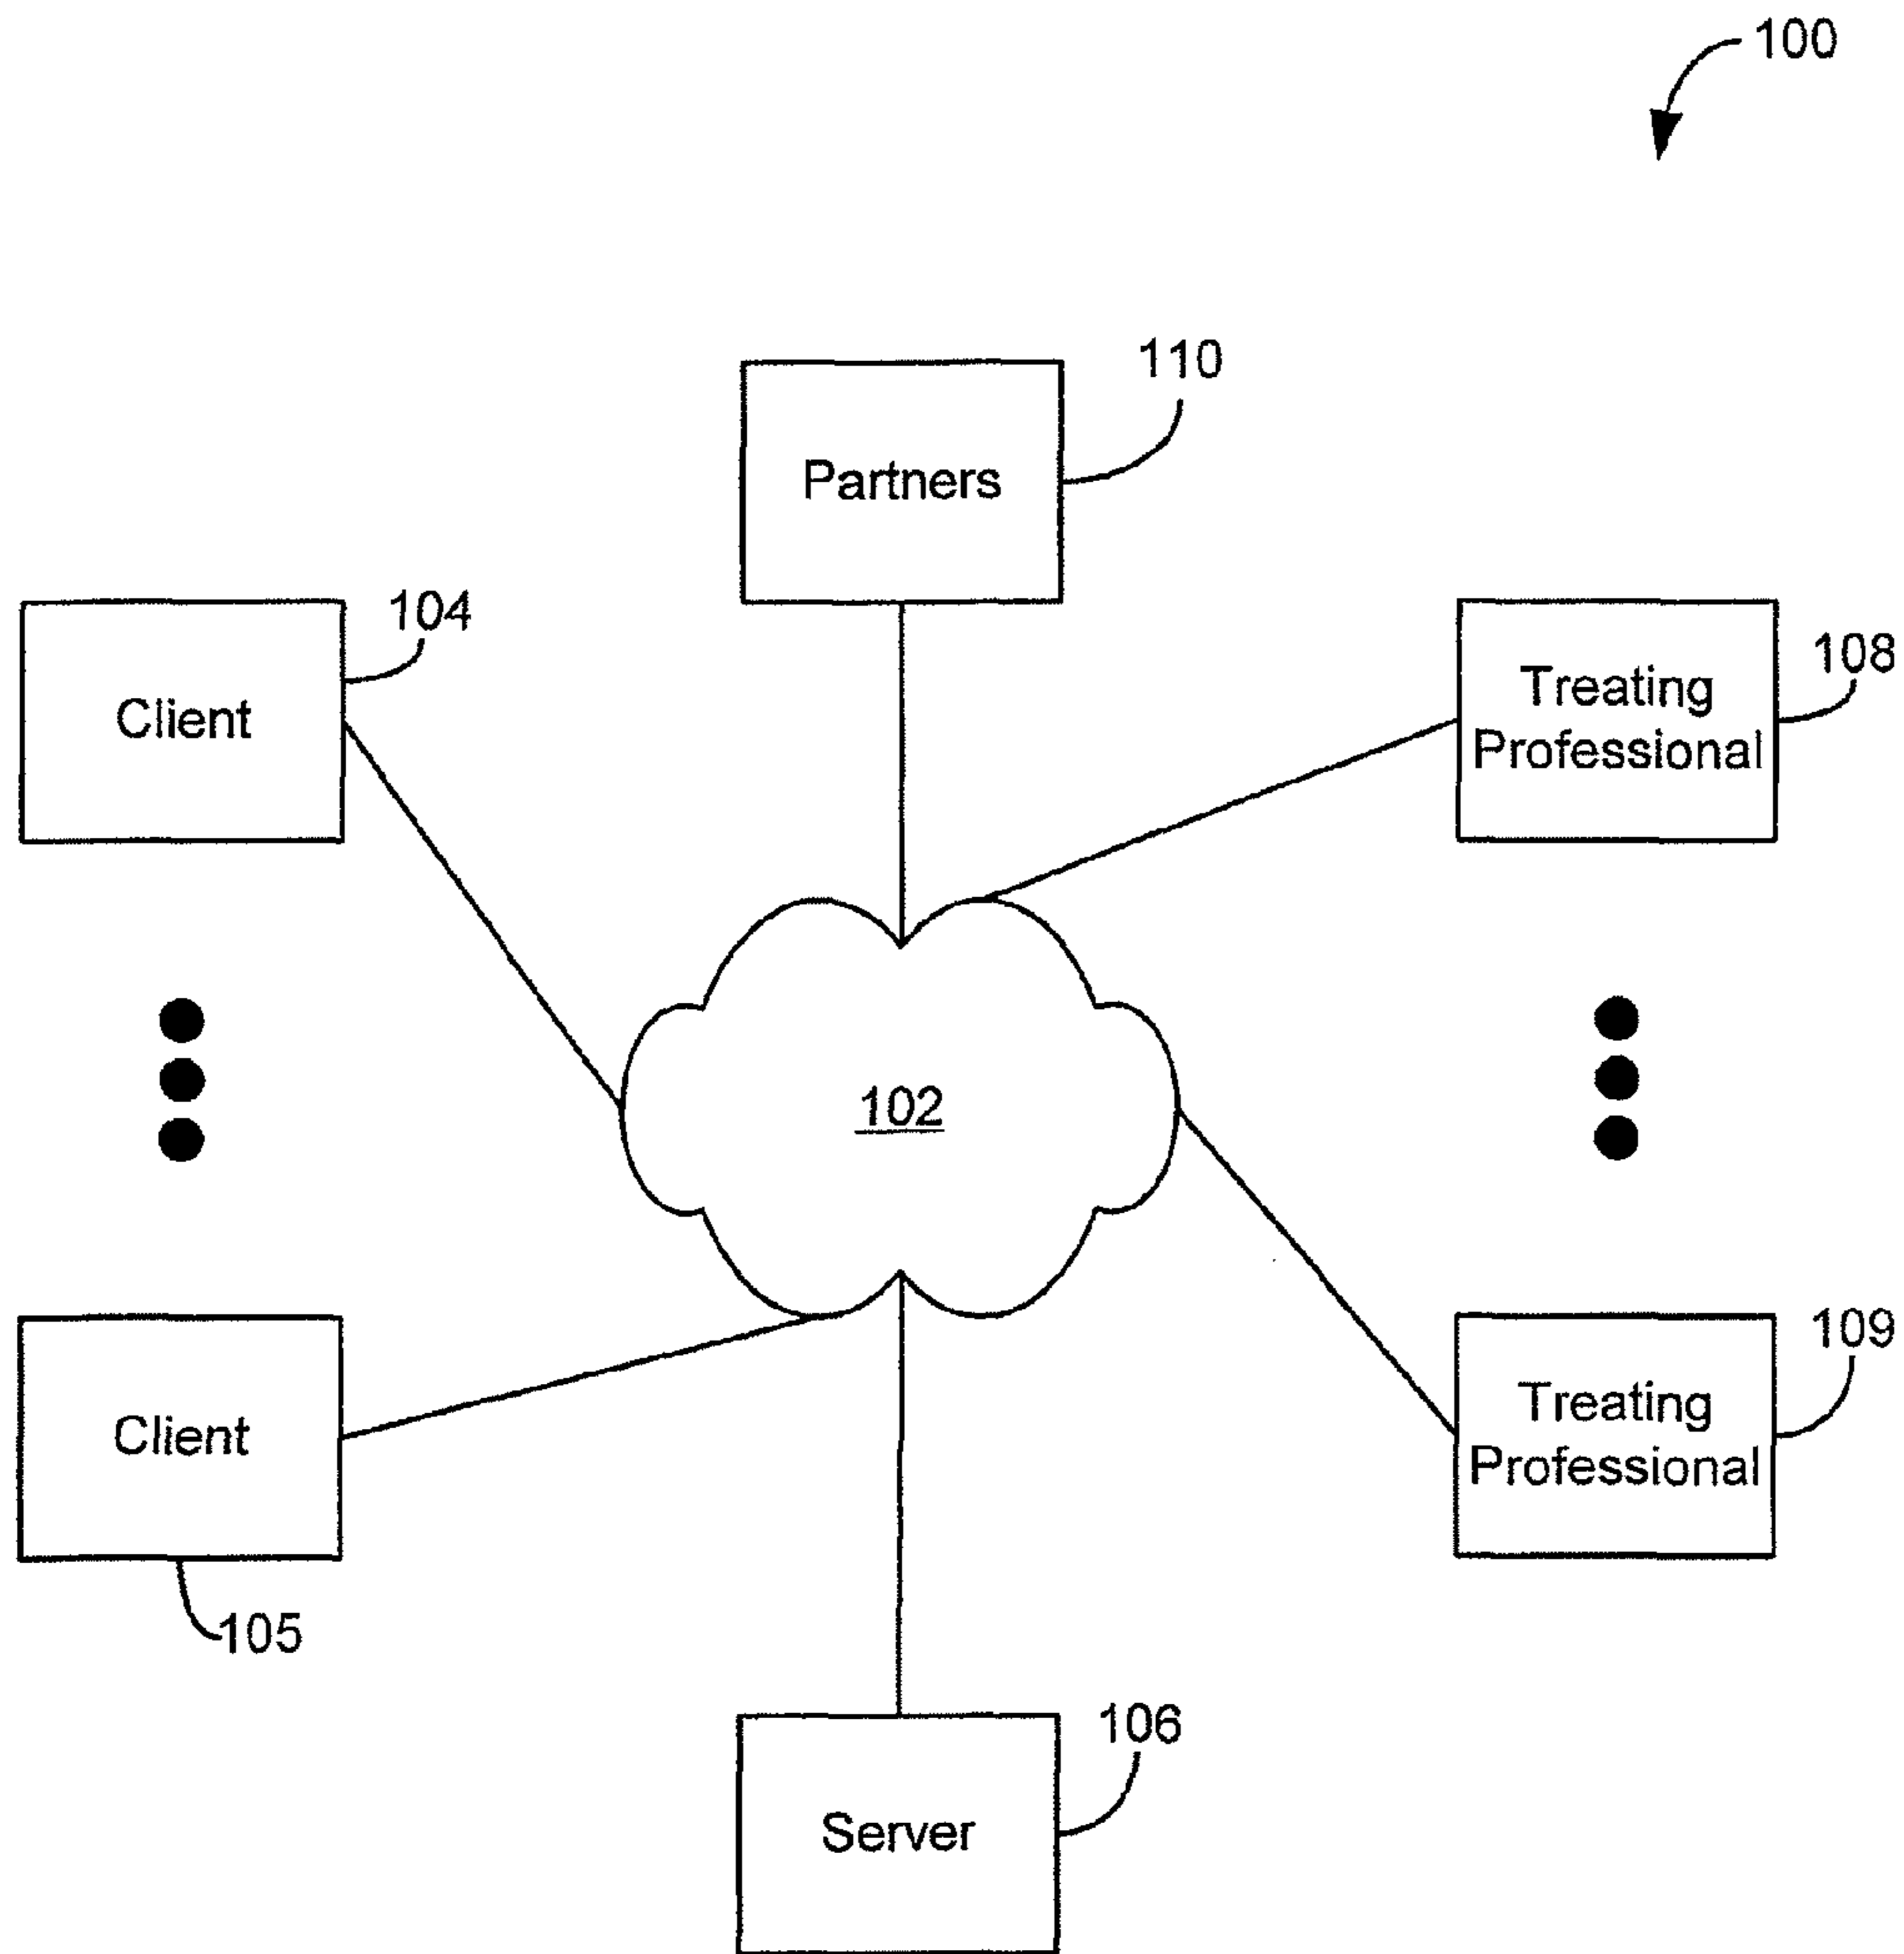 100
110
Partners
104
Client
108
Treating
Professional
102
Client
105
109
Treating
Professional
106
Server